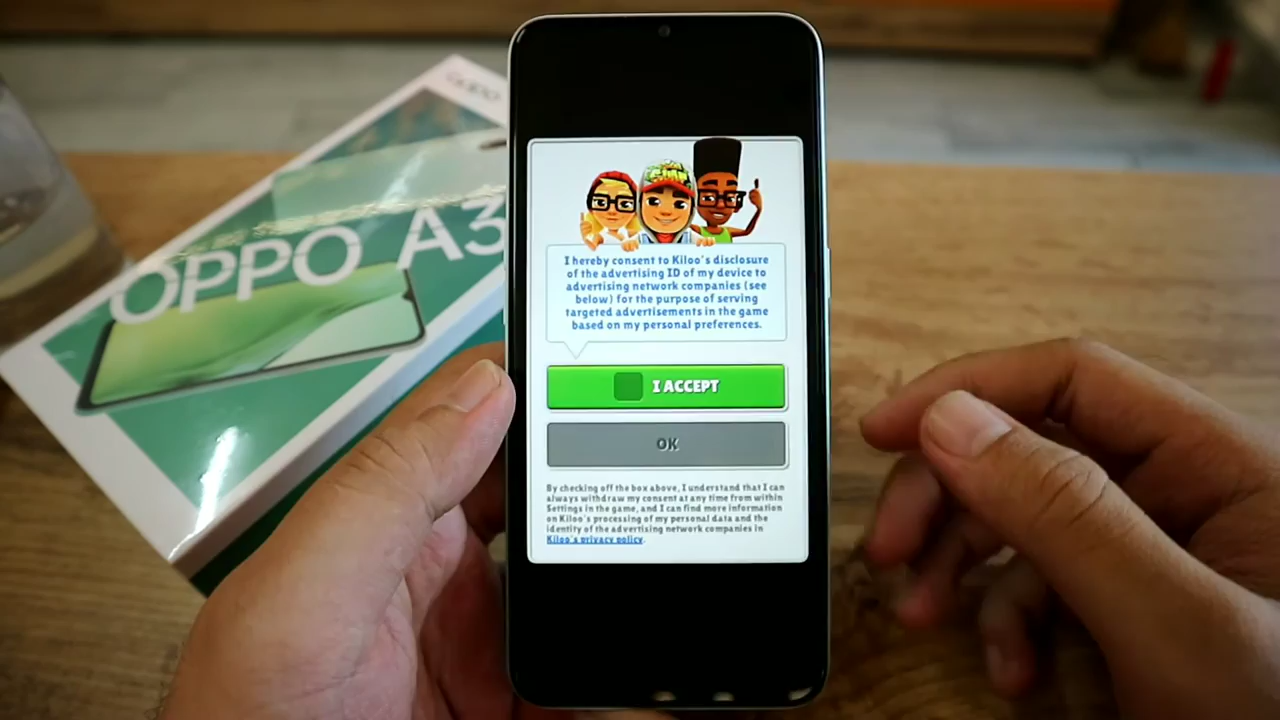 oppo
OPPO A3
I hereby consent to Kiloo's disclosure
of the advertising ID of my device to
advertising network companies (see
below) for the purpose of serving
targeted advertisements in the game
based on my personal preferences.
I ACCEPT
OK
By checking off the box above, I understand that I can
always withdraw my consent at any time from within
Settings in the game, and I can find more information
on Kiloo's processing of my personal data and the
identity of the advertising network companies in
Kiloo's privacy policy.